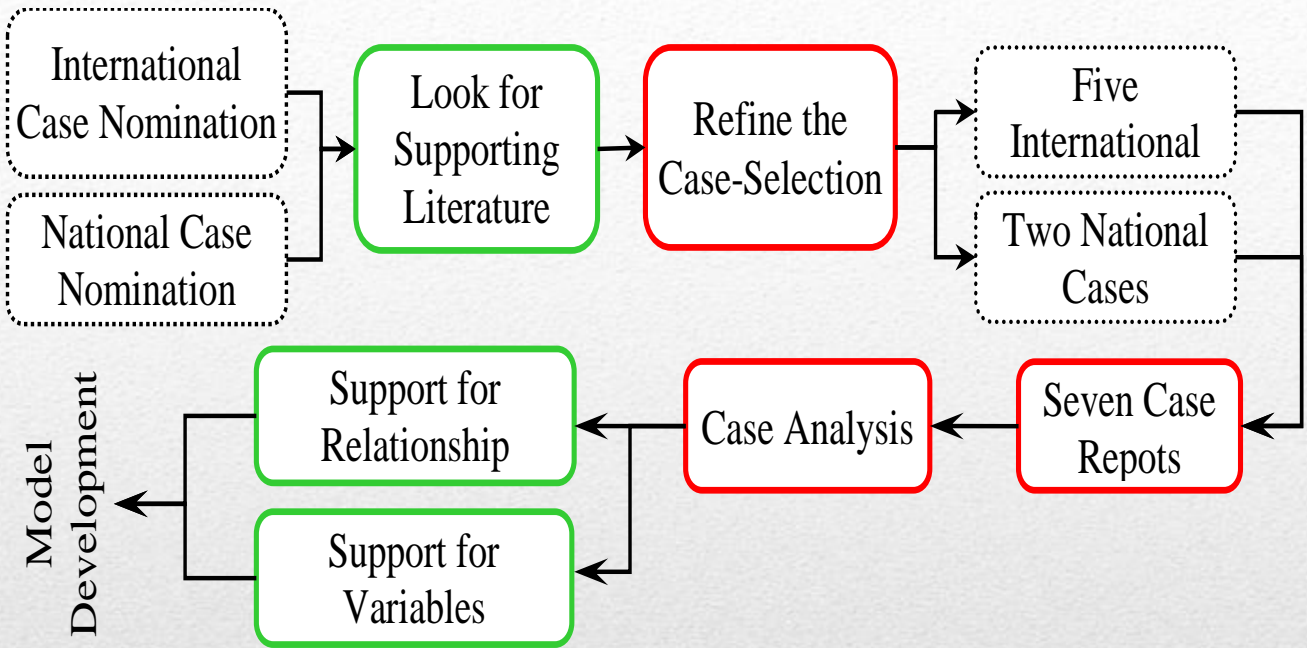 International
Case Nomination
National Case
Nomination
Look for
Supporting
Literature
Refine the
Case-Selection
Five
International
Two National
Cases
Seven Case
Repots
Case Analysis
Support for
Relationship
Support for
Variables
Model
Development